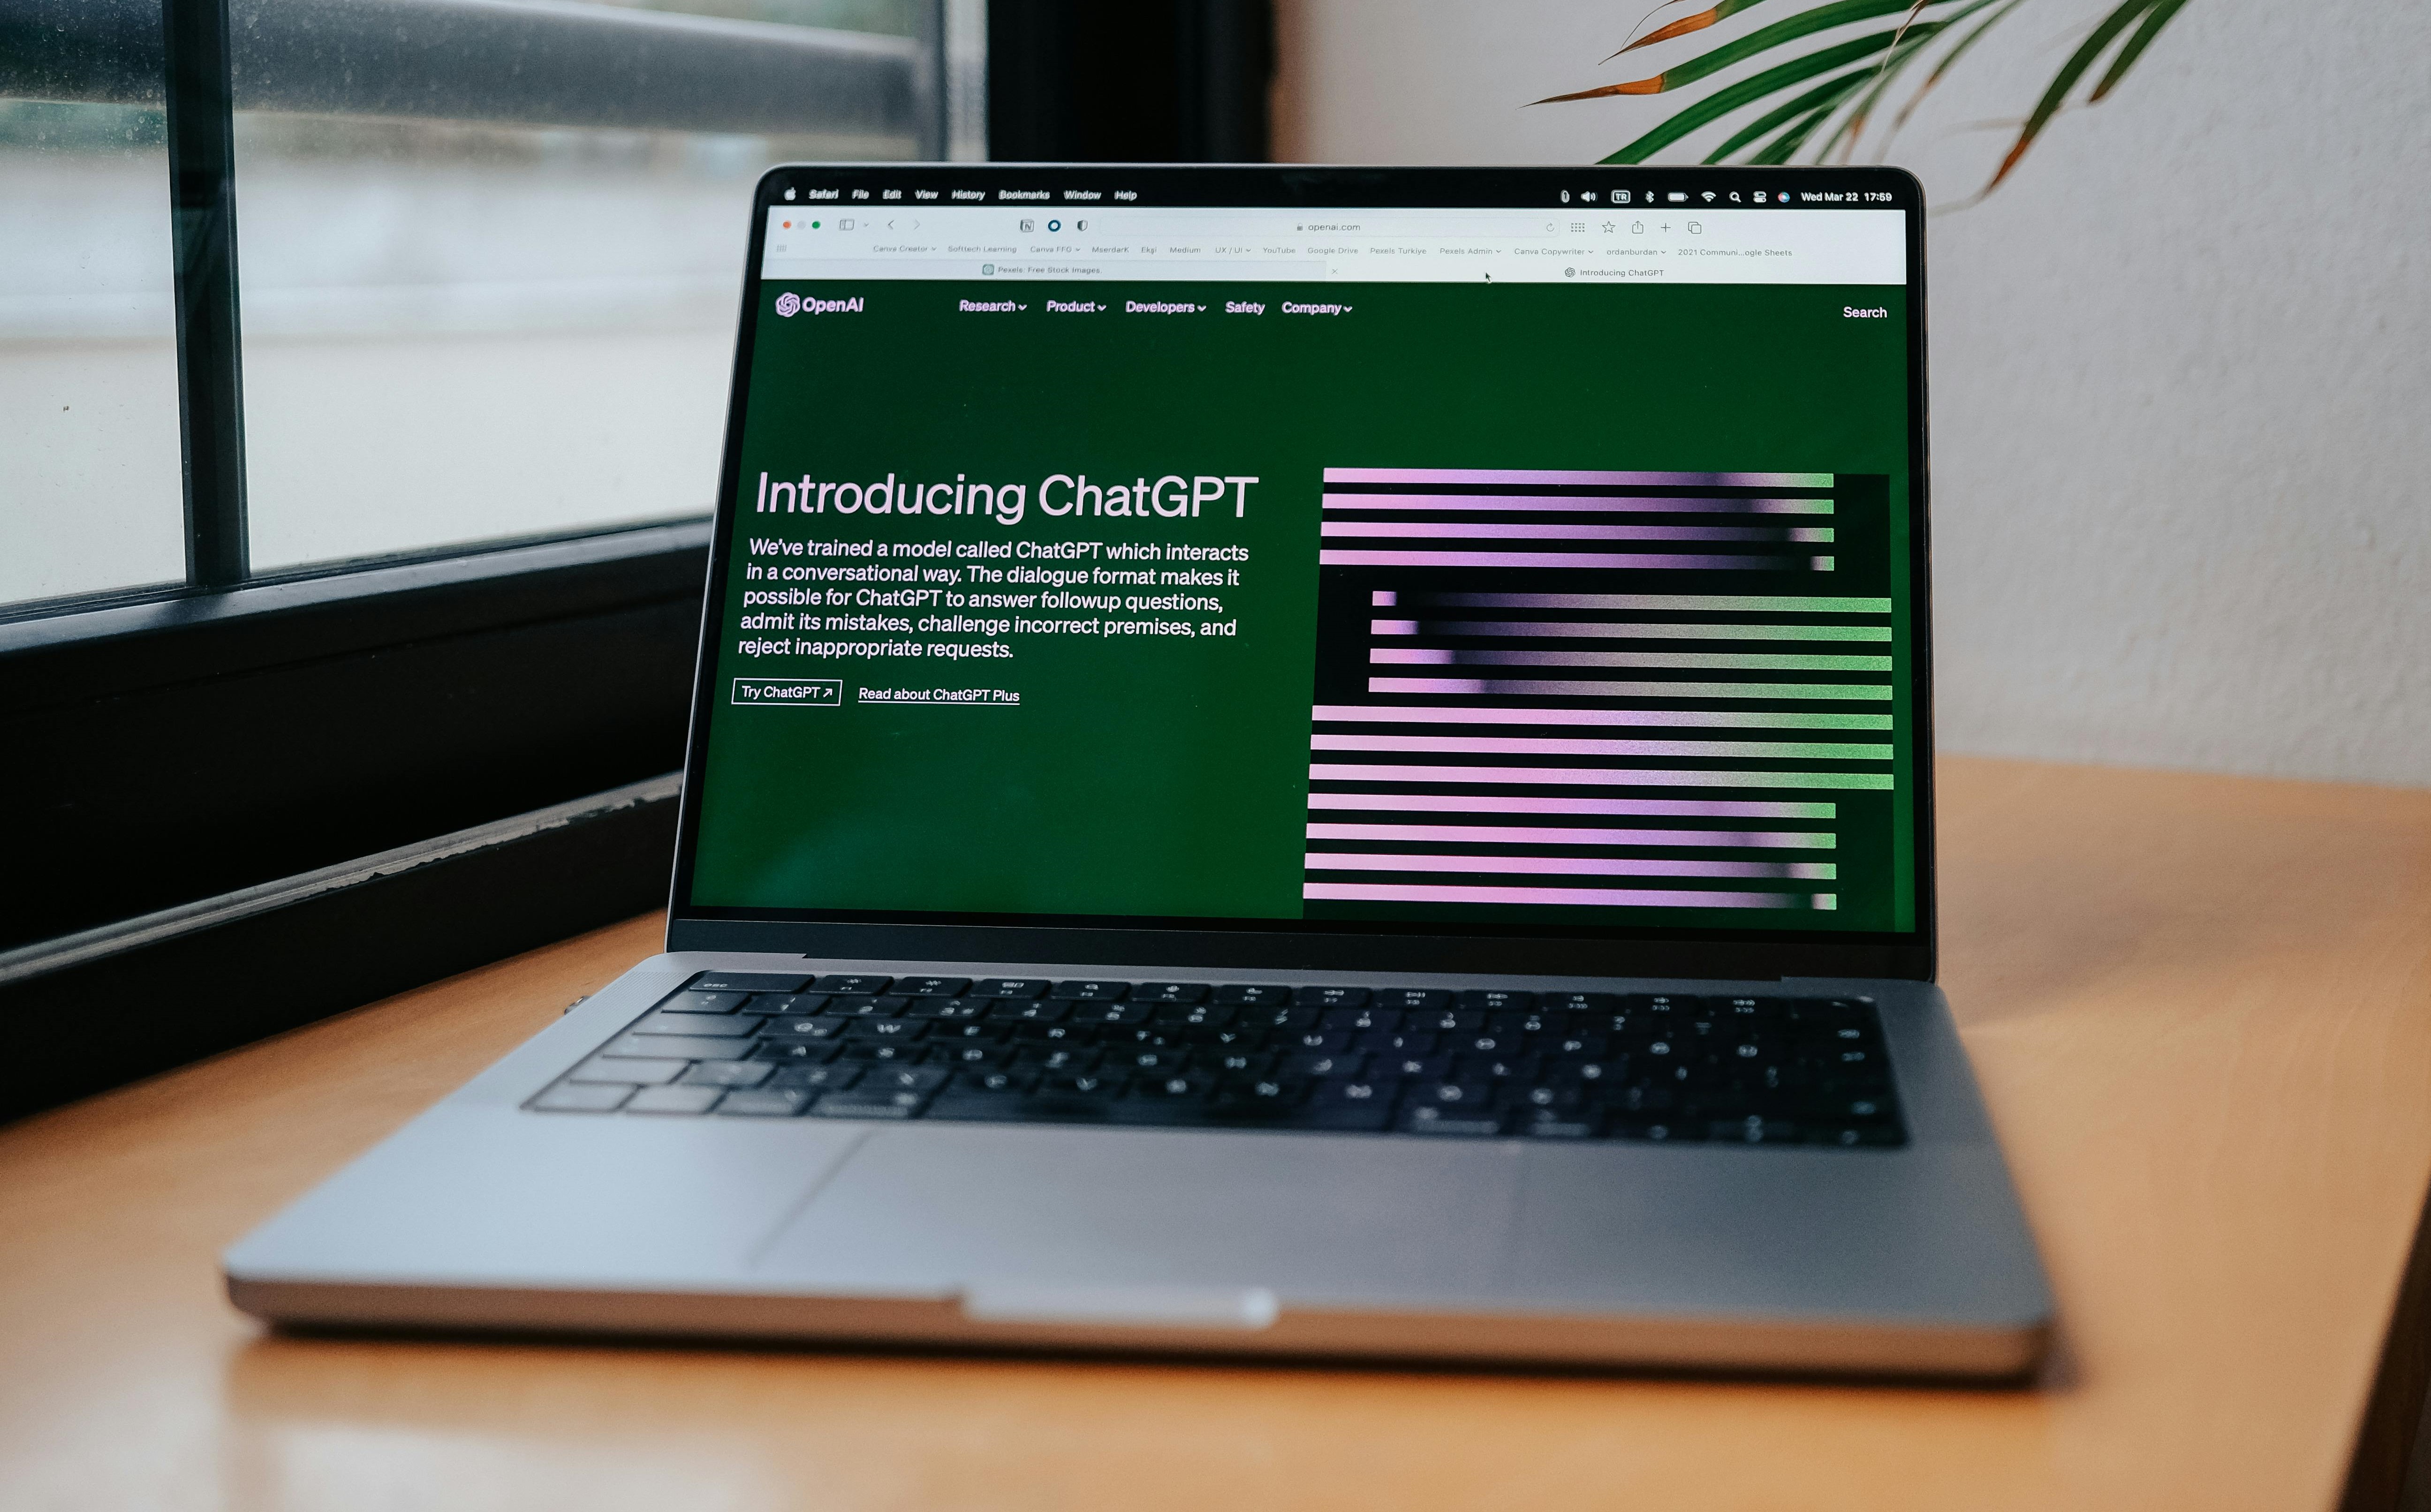 Safari File Edit View History Bookmarks Window Help
TR
Wed Mar 22 17:59
openai.com
Canva Creator Softtech Learning Canva FFG MserdarK Ekşi Medium UX / UI YouTube Google Drive Pexels Turkiye Pexels Admin Canva Copywriter ordanburdan 2021 Communi...ogle Sheets
Pexels: Free Stock Images
Introducing ChatGPT
OpenAI
Research Product Developers Safety Company
Search
Introducing ChatGPT
We've trained a model called ChatGPT which interacts
in a conversational way. The dialogue format makes it
possible for ChatGPT to answer followup questions,
admit its mistakes, challenge incorrect premises, and
reject inappropriate requests.
Try ChatGPT ↗ Read about ChatGPT Plus
esc